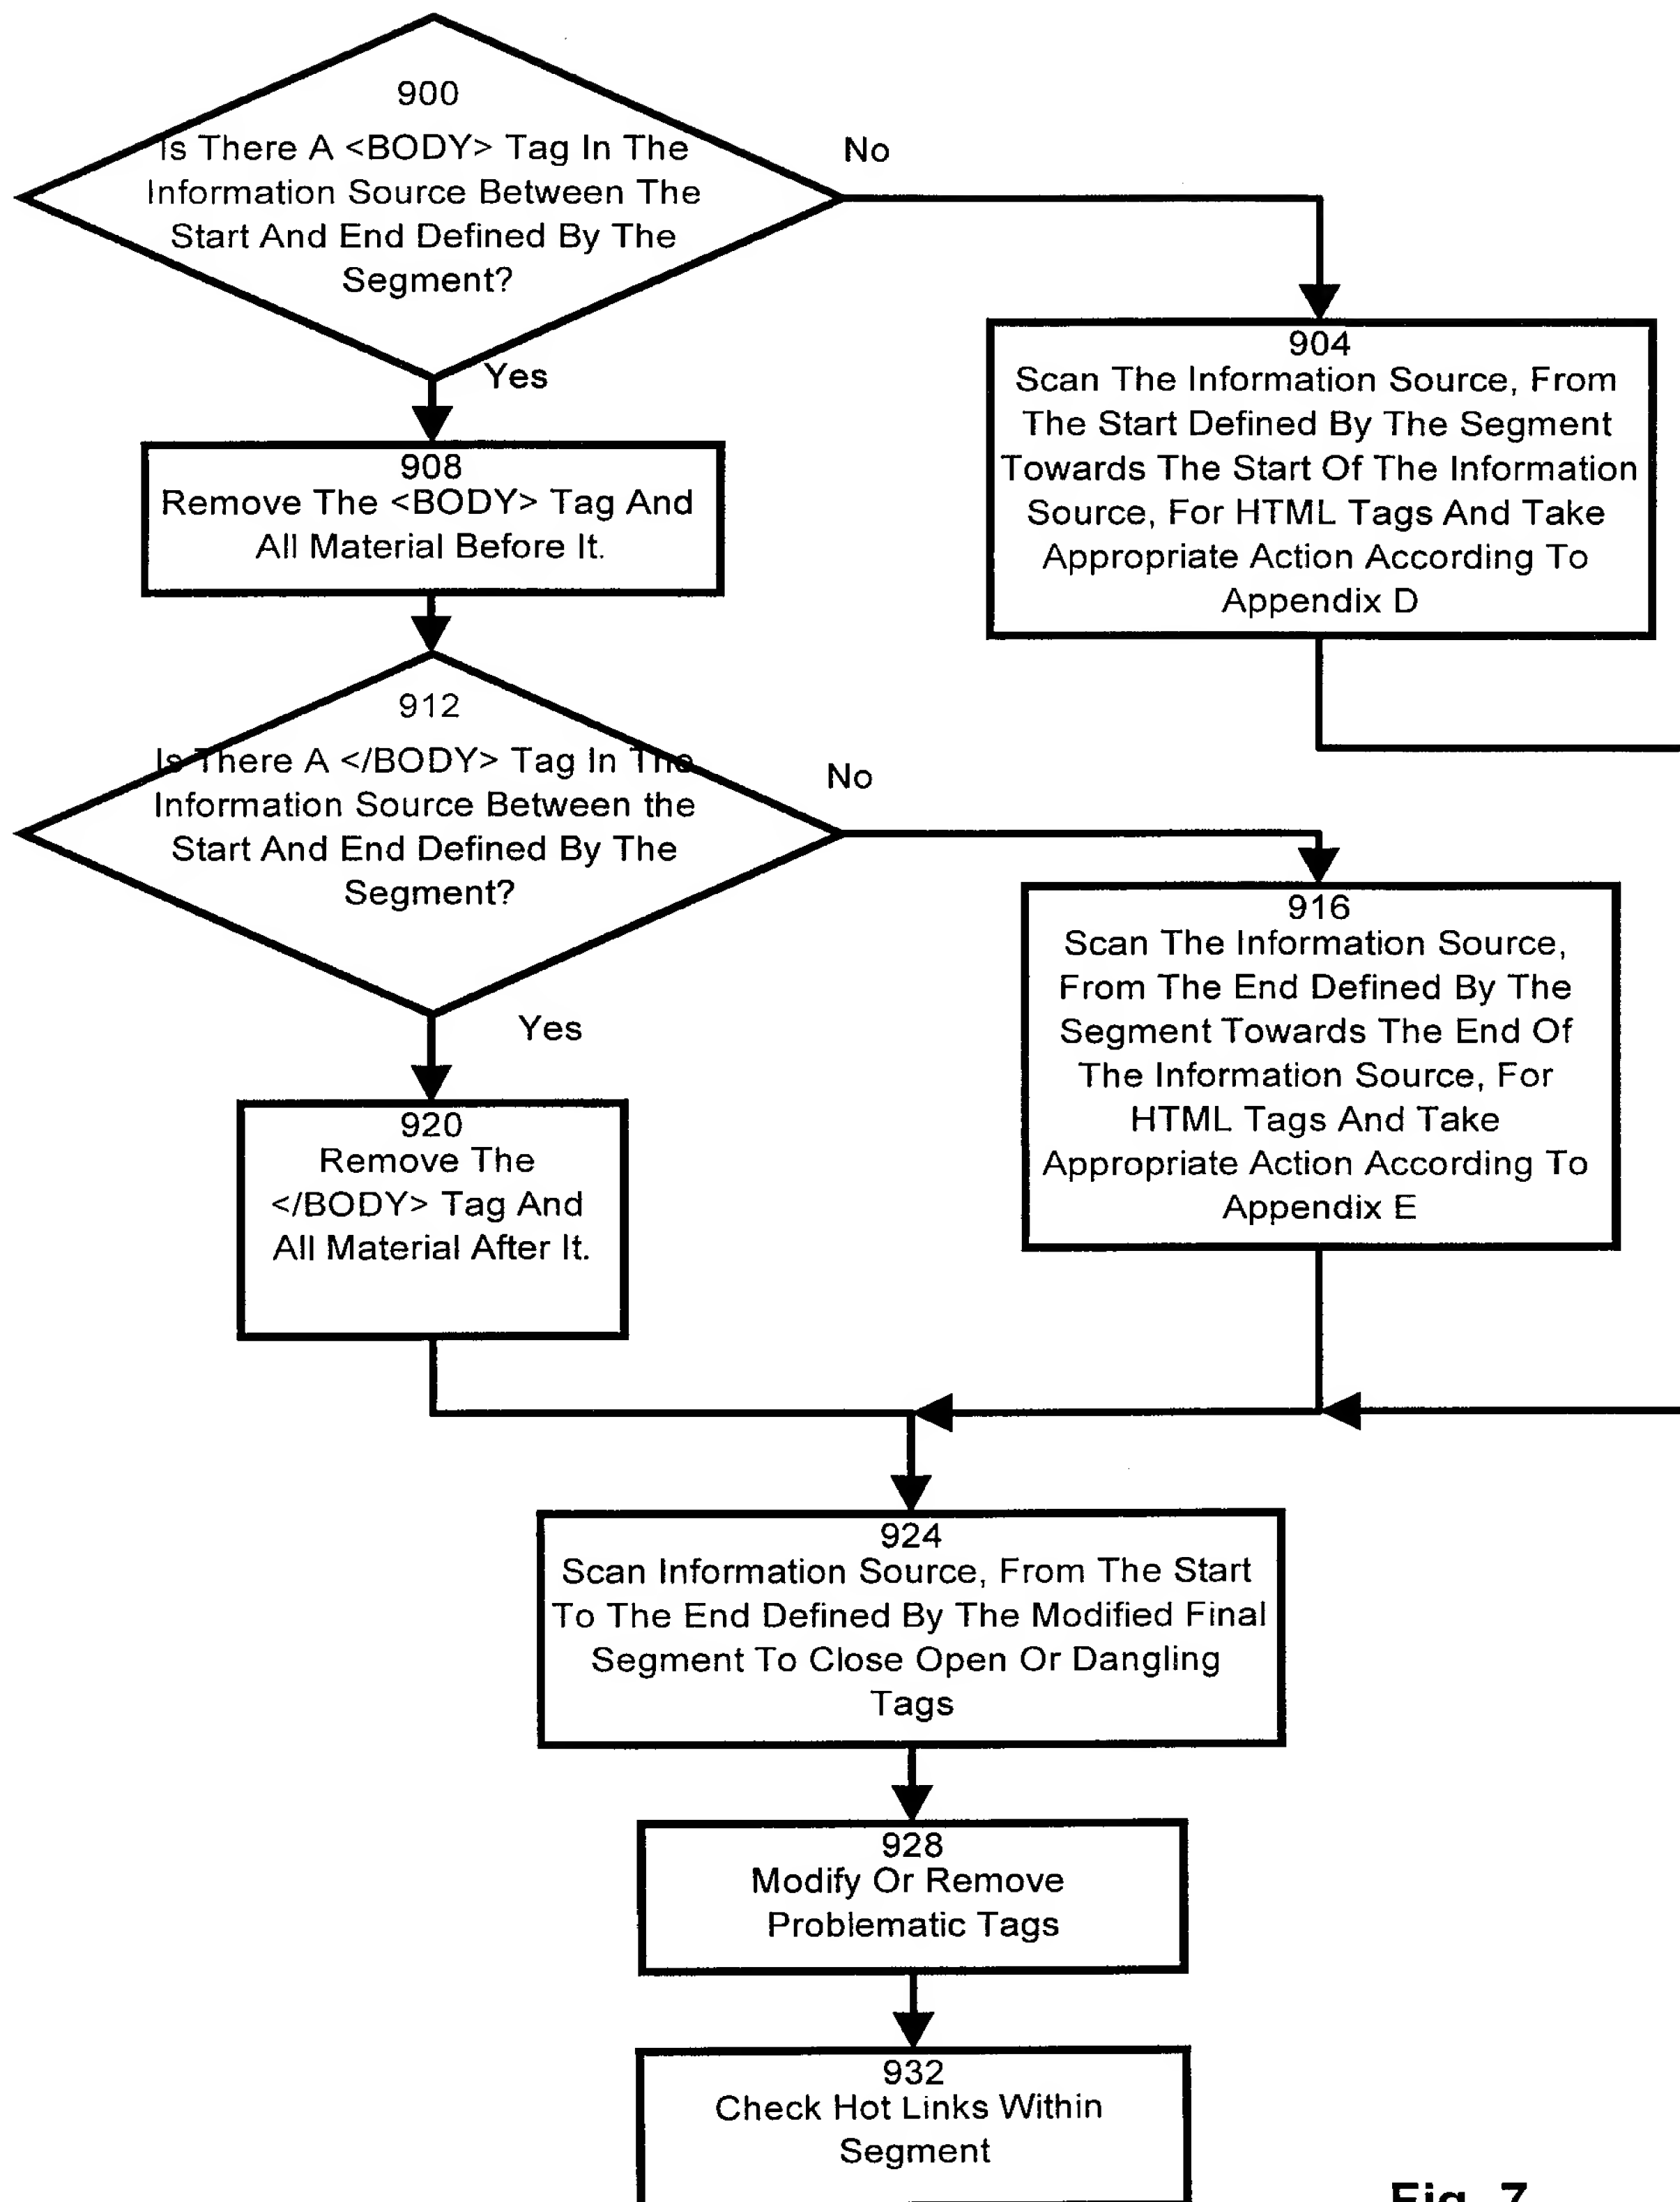 900
Is There A <BODY> Tag In The
Information Source Between The
Start And End Defined By The
Segment?
No
Yes
904
Scan The Information Source, From
The Start Defined By The Segment
Towards The Start Of The Information
Source, For HTML Tags And Take
Appropriate Action According To
Appendix D
908
Remove The <BODY> Tag And
All Material Before It.
912
Is There A </BODY> Tag In The
Information Source Between the
Start And End Defined By The
Segment?
No
Yes
916
Scan The Information Source,
From The End Defined By The
Segment Towards The End Of
The Information Source, For
HTML Tags And Take
Appropriate Action According To
Appendix E
920
Remove The
</BODY> Tag And
All Material After It.
924
Scan Information Source, From The Start
To The End Defined By The Modified Final
Segment To Close Open Or Dangling
Tags
928
Modify Or Remove
Problematic Tags
932
Check Hot Links Within
Segment
Fig. 7